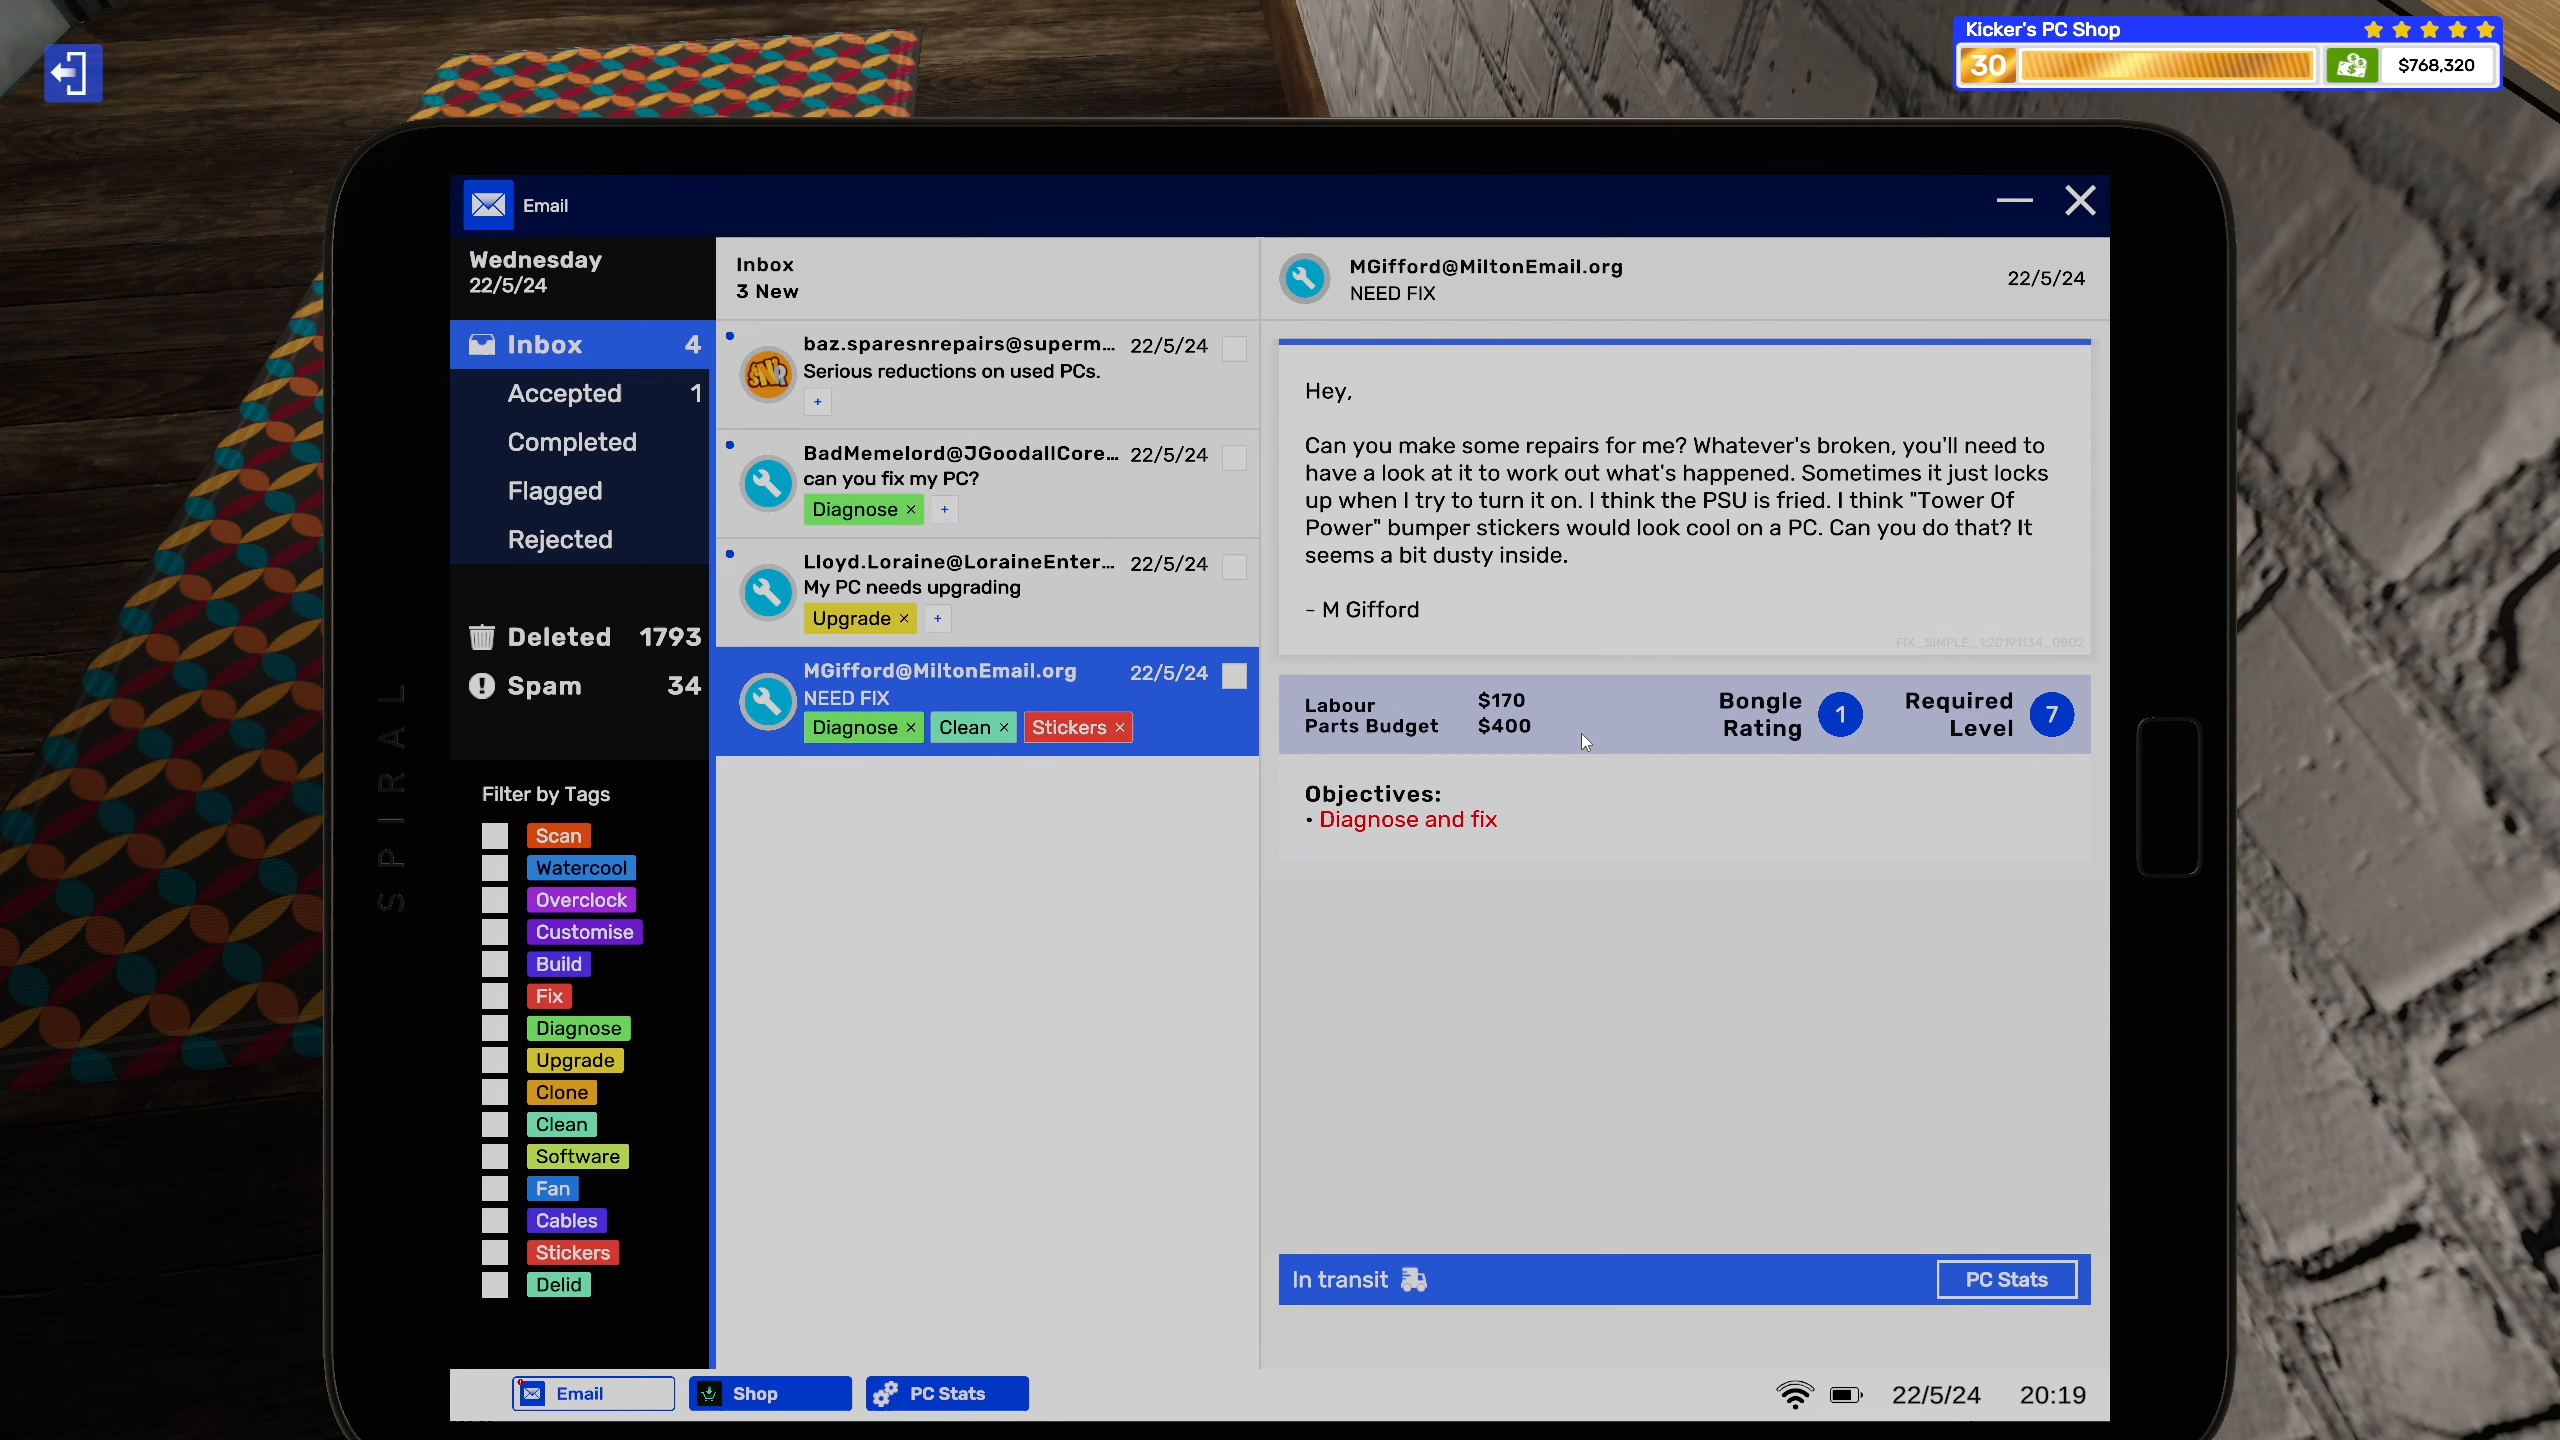 Kicker's PC Shop
30
$768,320
Email
Wednesday
22/5/24
Inbox 4
Accepted 1
Completed
Flagged
Rejected
Deleted 1793
Spam 34
Filter by Tags
Scan
Watercool
Overclock
Customise
Build
Fix
Diagnose
Upgrade
Clone
Clean
Software
Fan
Cables
Stickers
Delid
Inbox
3 New
baz.sparesnrepairs@superm... 22/5/24
SNR
Serious reductions on used PCs.
+
BadMemelord@JGoodallCore... 22/5/24
can you fix my PC?
Diagnose × +
Lloyd.Loraine@LoraineEnter... 22/5/24
My PC needs upgrading
Upgrade × +
MGifford@MiltonEmail.org 22/5/24
NEED FIX
Diagnose × Clean × Stickers ×
MGifford@MiltonEmail.org
NEED FIX
22/5/24
Hey,
Can you make some repairs for me? Whatever's broken, you'll need to
have a look at it to work out what's happened. Sometimes it just locks
up when I try to turn it on. I think the PSU is fried. I think "Tower Of
Power" bumper stickers would look cool on a PC. Can you do that? It
seems a bit dusty inside.
- M Gifford
FIX_SIMPLE_1:20191134_0802
Labour $170
Parts Budget $400
Bongle
Rating
1
Required
Level
7
Objectives:
• Diagnose and fix
In transit
PC Stats
SPIRAL
Email
Shop
PC Stats
22/5/24 20:19